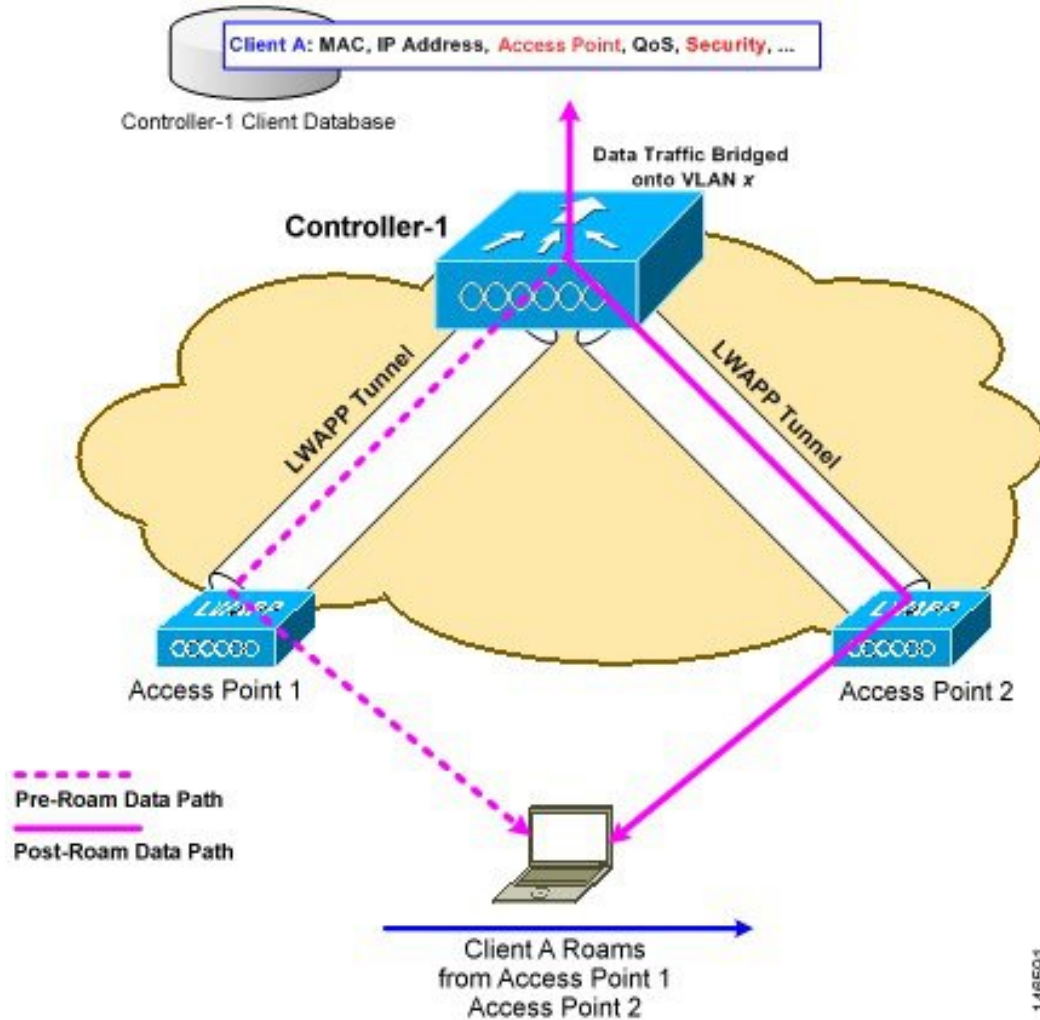 Client A: MAC, IP Address, Access Point, QoS, Security, ...
Controller-1 Client Database
Data Traffic Bridged
onto VLAN x
Controller-1
LWAPP Tunnel
LWAPP Tunnel
LWAPP
LWAPP
Access Point 1
Access Point 2
Pre-Roam Data Path
Post-Roam Data Path
Client A Roams
from Access Point 1
Access Point 2
146591